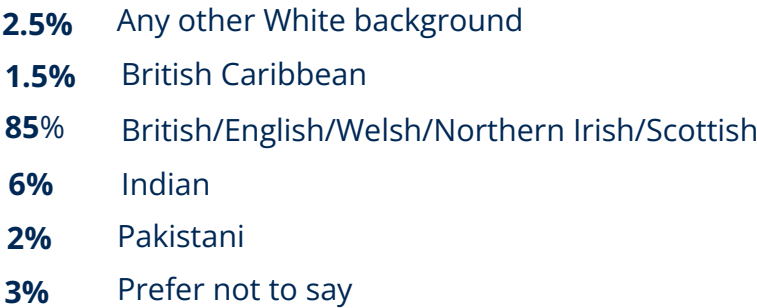 2.5% Any other White background
1.5% British Caribbean
85% British/English/Welsh/Northern Irish/Scottish
6% Indian
2% Pakistani
3% Prefer not to say